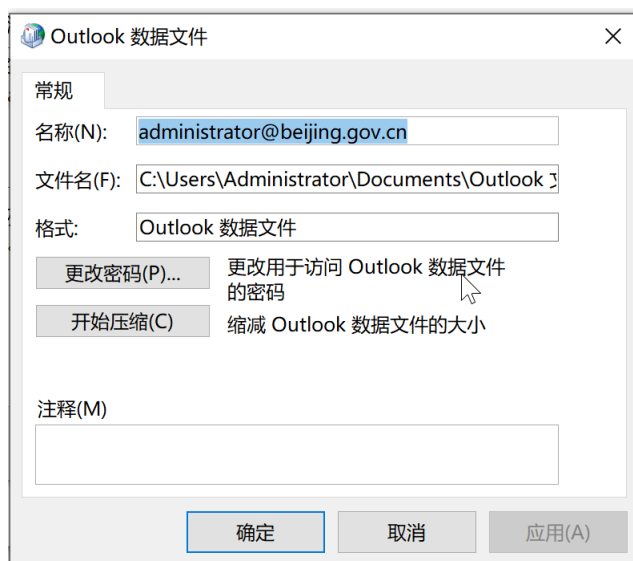 Outlook 数据文件
常规
名称(N): administrator@beijing.gov.cn
文件名(F): C:\Users\Administrator\Documents\Outlook
格式: Outlook 数据文件
更改密码(P)... 更改用于访问 Outlook 数据文件
的密码
开始压缩(C) 缩减 Outlook 数据文件的大小
注释(M)
确定 取消 应用(A)